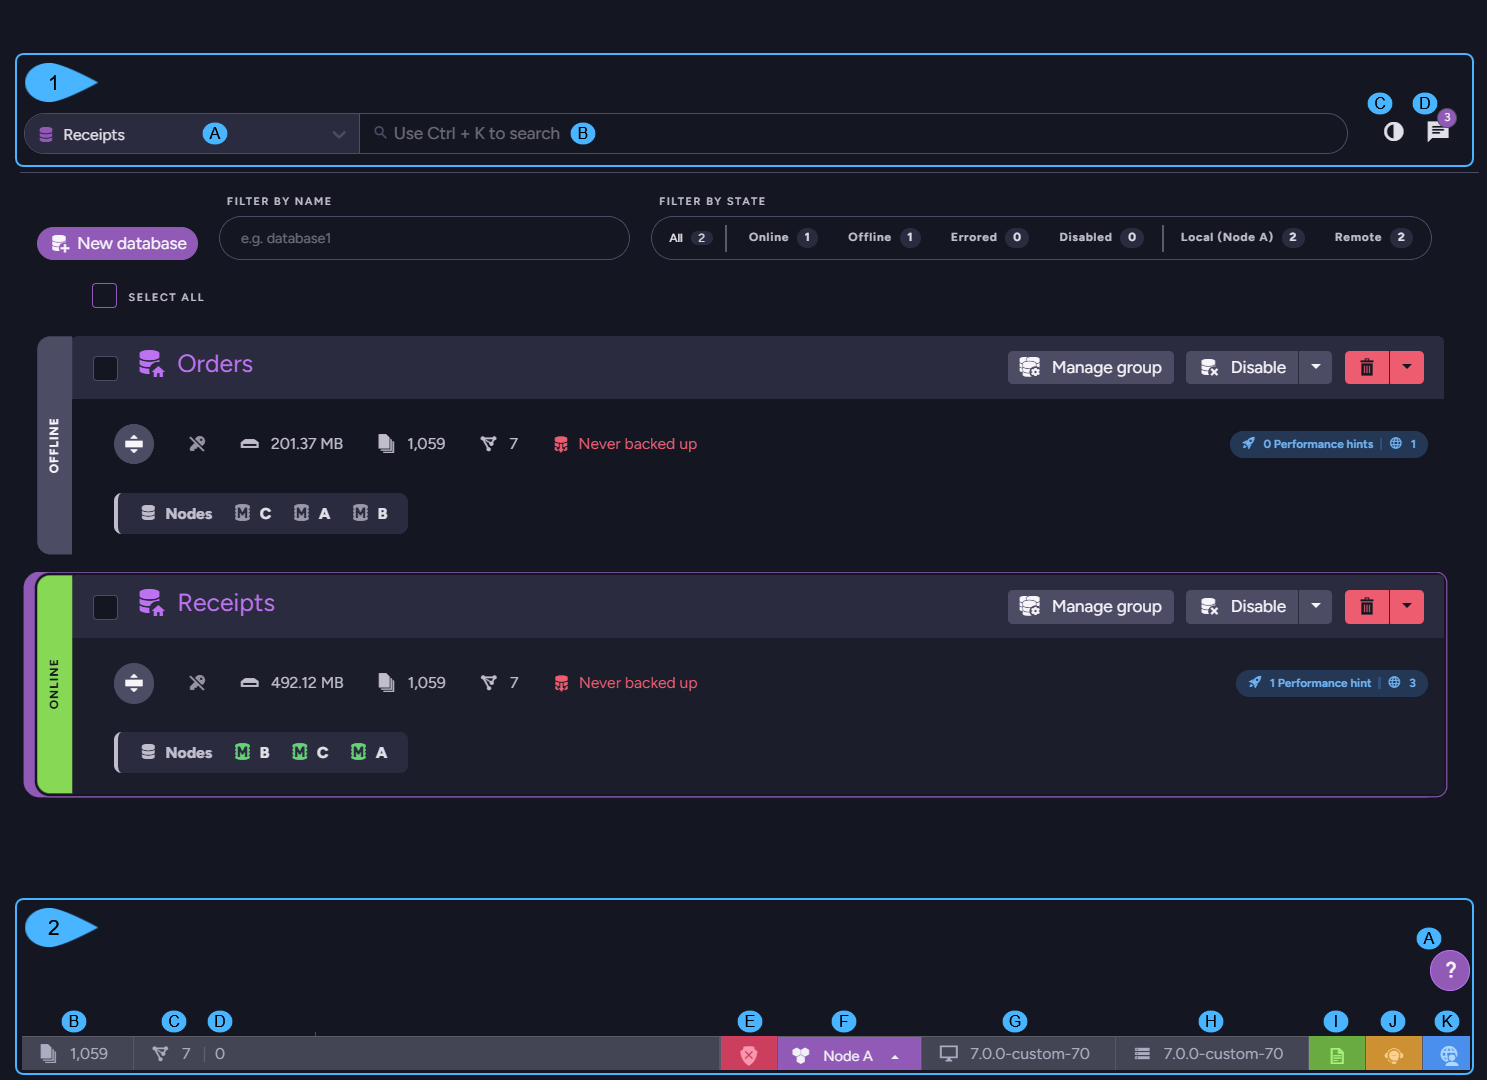 1
C D
Receipts A Use Ctrl + K to search B 3
FILTER BY NAME FILTER BY STATE
New database e.g. database1 All 2 Online 1 Offline 1 Errored 0 Disabled 0 Local (Node A) 2 Remote 2
SELECT ALL
Orders Manage group Disable
OFFLINE
201.37 MB 1,059 7 Never backed up 0 Performance hints 1
Nodes M C M A M B
Receipts Manage group Disable
ONLINE
492.12 MB 1,059 7 Never backed up 1 Performance hint 3
Nodes M B M C M A
2
A
?
B C D E F G H I J K
1,059 7 0 Node A 7.0.0-custom-70 7.0.0-custom-70